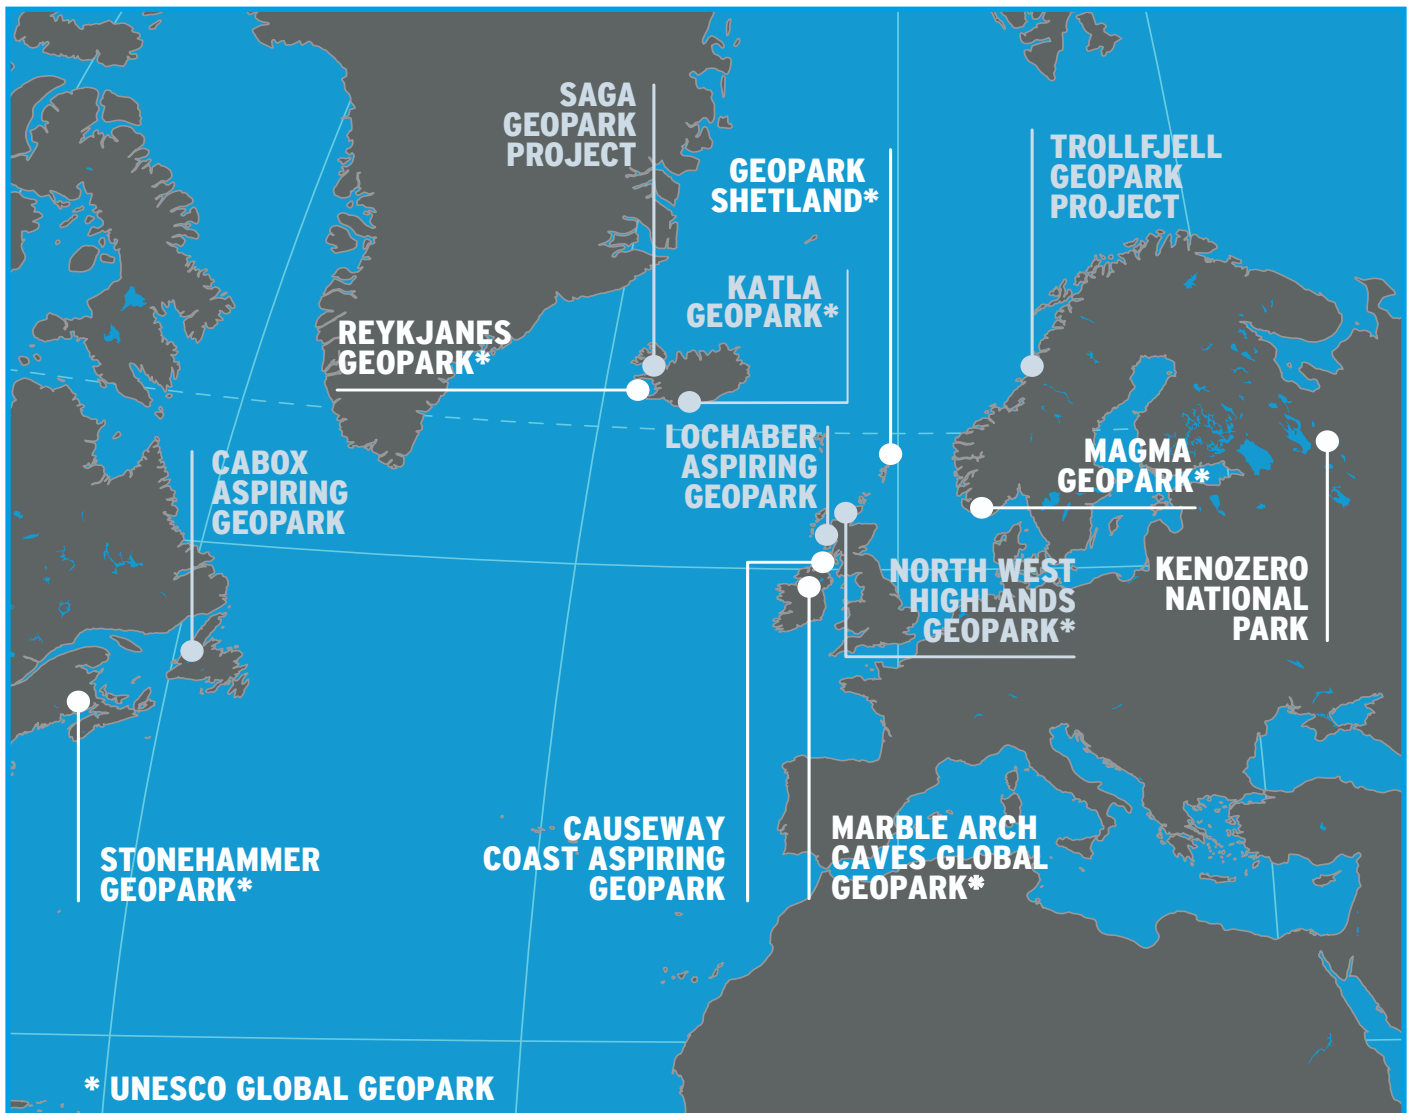 SAGA
GEOPARK
PROJECT
GEOPARK
SHETLAND*
TROLLFJELL
GEOPARK
PROJECT
KATLA
GEOPARK*
REYKJANES
GEOPARK*
LOCHABER
ASPIRING
GEOPARK
MAGMA
GEOPARK*
CABOX
ASPIRING
GEOPARK
NORTH WEST
HIGHLANDS
GEOPARK*
KENOZERO
NATIONAL
PARK
STONEHAMMER
GEOPARK*
CAUSEWAY
COAST ASPIRING
GEOPARK
MARBLE ARCH
CAVES GLOBAL
GEOPARK*
* UNESCO GLOBAL GEOPARK